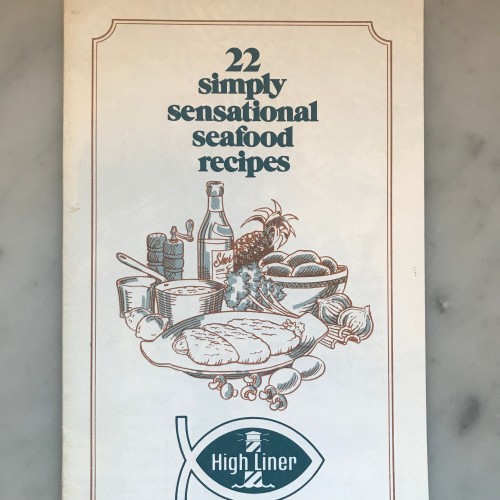 22
simply
sensational
seafood
recipes
High Liner